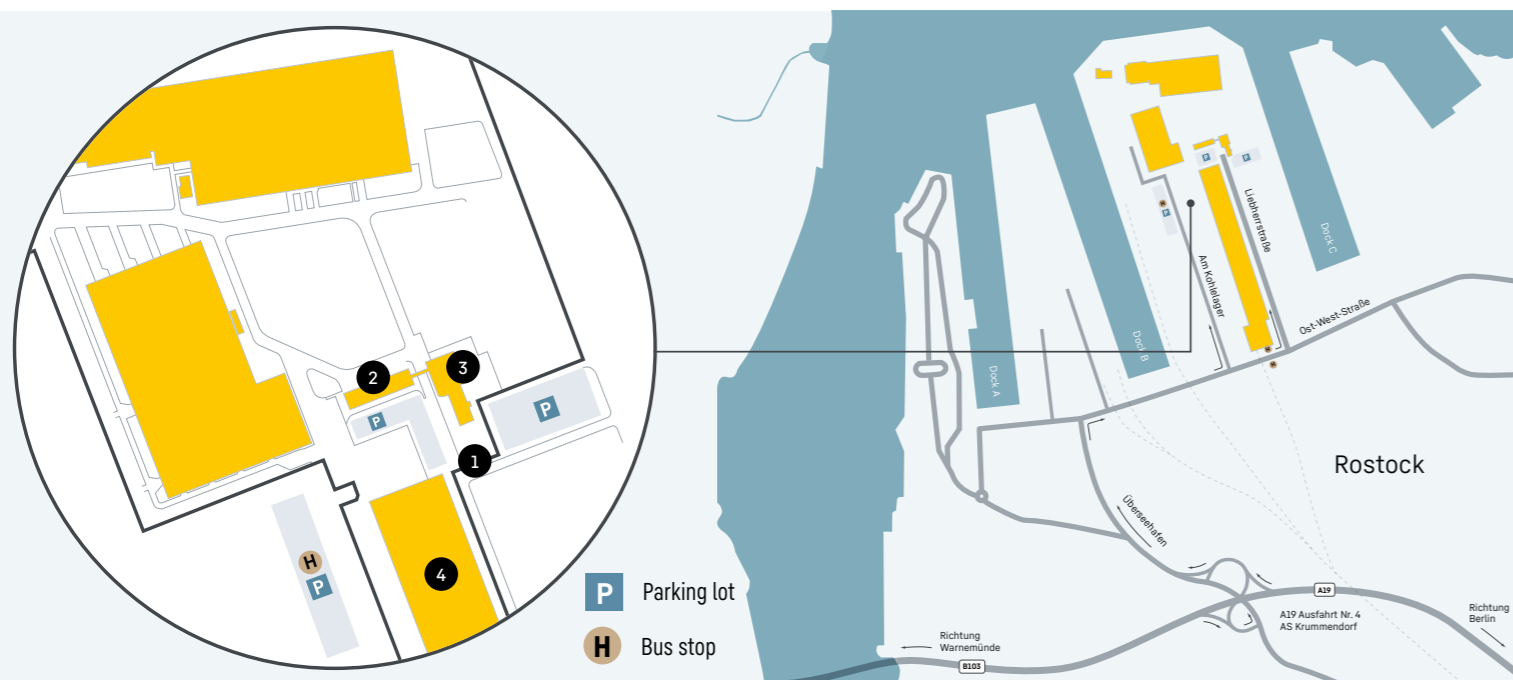 2
3
P
P
1
H
P
4
P Parking lot
H Bus stop
P
P
H
P
Liebherrstraße
Dock C
Am Kohlelager
Ost-West-Straße
H
H
Dock B
Dock A
Rostock
Überseehafen
A19
A19 Ausfahrt Nr. 4
AS Krummendorf
Richtung
Berlin
Richtung
Warnemünde
B103